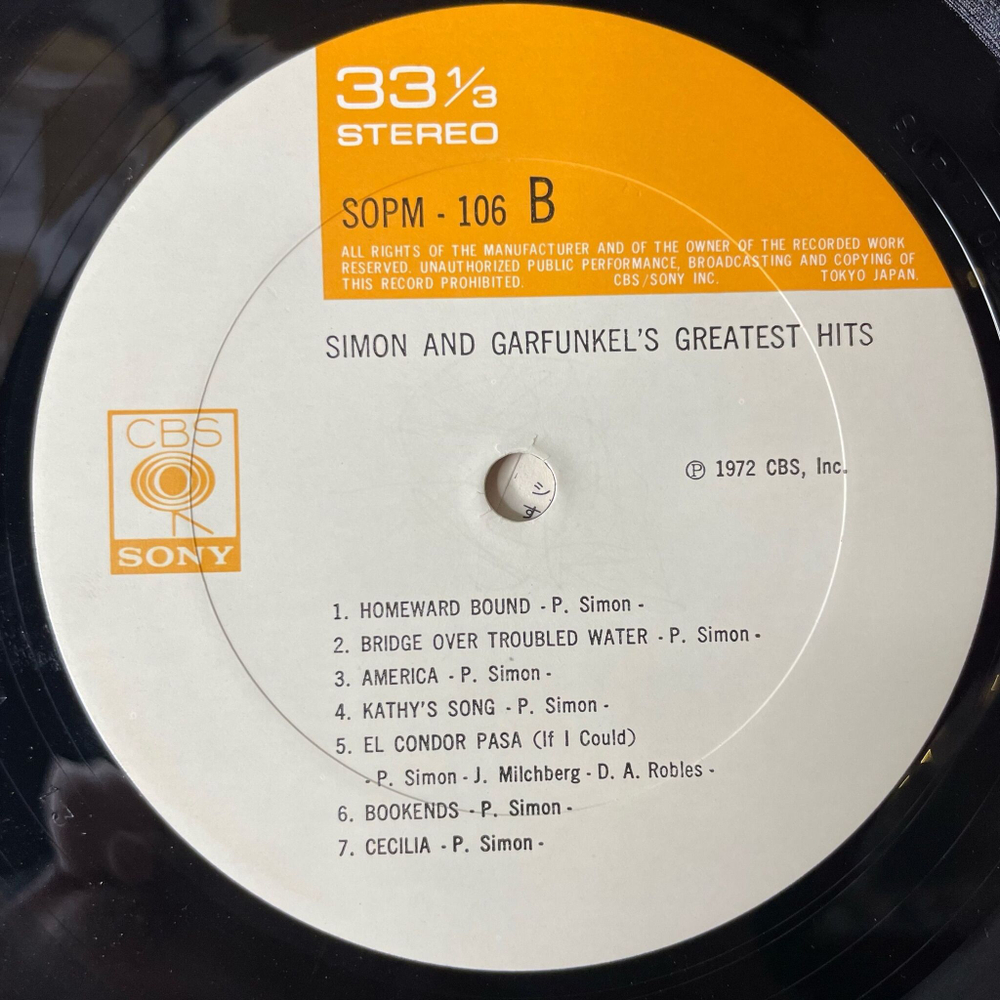 33 1/3
STEREO
SOPM - 106 B
ALL RIGHTS OF THE MANUFACTURER AND OF THE OWNER OF THE RECORDED WORK
RESERVED. UNAUTHORIZED PUBLIC PERFORMANCE, BROADCASTING AND COPYING OF
THIS RECORD PROHIBITED. CBS/SONY INC. TOKYO JAPAN.
SIMON AND GARFUNKEL'S GREATEST HITS
CBS
SONY
℗ 1972 CBS, Inc.
1. HOMEWARD BOUND - P. Simon -
2. BRIDGE OVER TROUBLED WATER - P. Simon -
3. AMERICA - P. Simon -
4. KATHY'S SONG - P. Simon -
5. EL CONDOR PASA (If I Could)
- P. Simon - J. Milchberg - D. A. Robles -
6. BOOKENDS - P. Simon -
7. CECILIA - P. Simon -